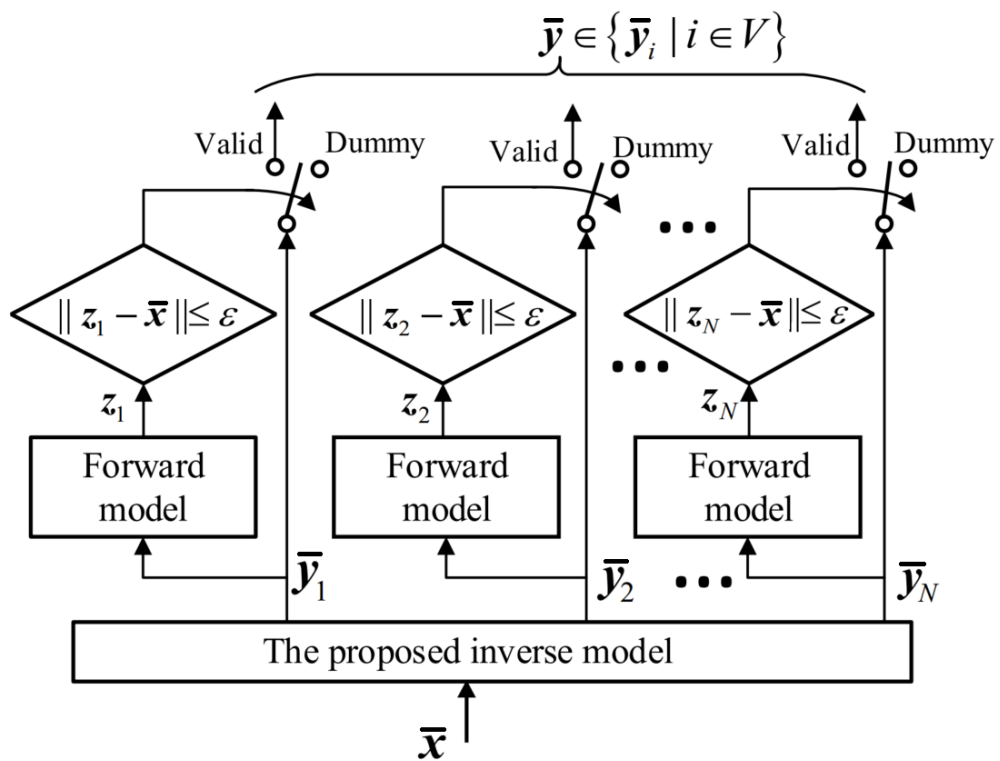 ȳ ∈ {ȳᵢ | i ∈ V}
Valid Dummy Valid Dummy Valid Dummy
‖ z₁ − x̄ ‖≤ ε ‖ z₂ − x̄ ‖≤ ε ‖ z_N − x̄ ‖≤ ε
z₁ z₂ z_N
Forward model
Forward model
Forward model
ȳ₁ ȳ₂ ȳ_N
The proposed inverse model
x̄